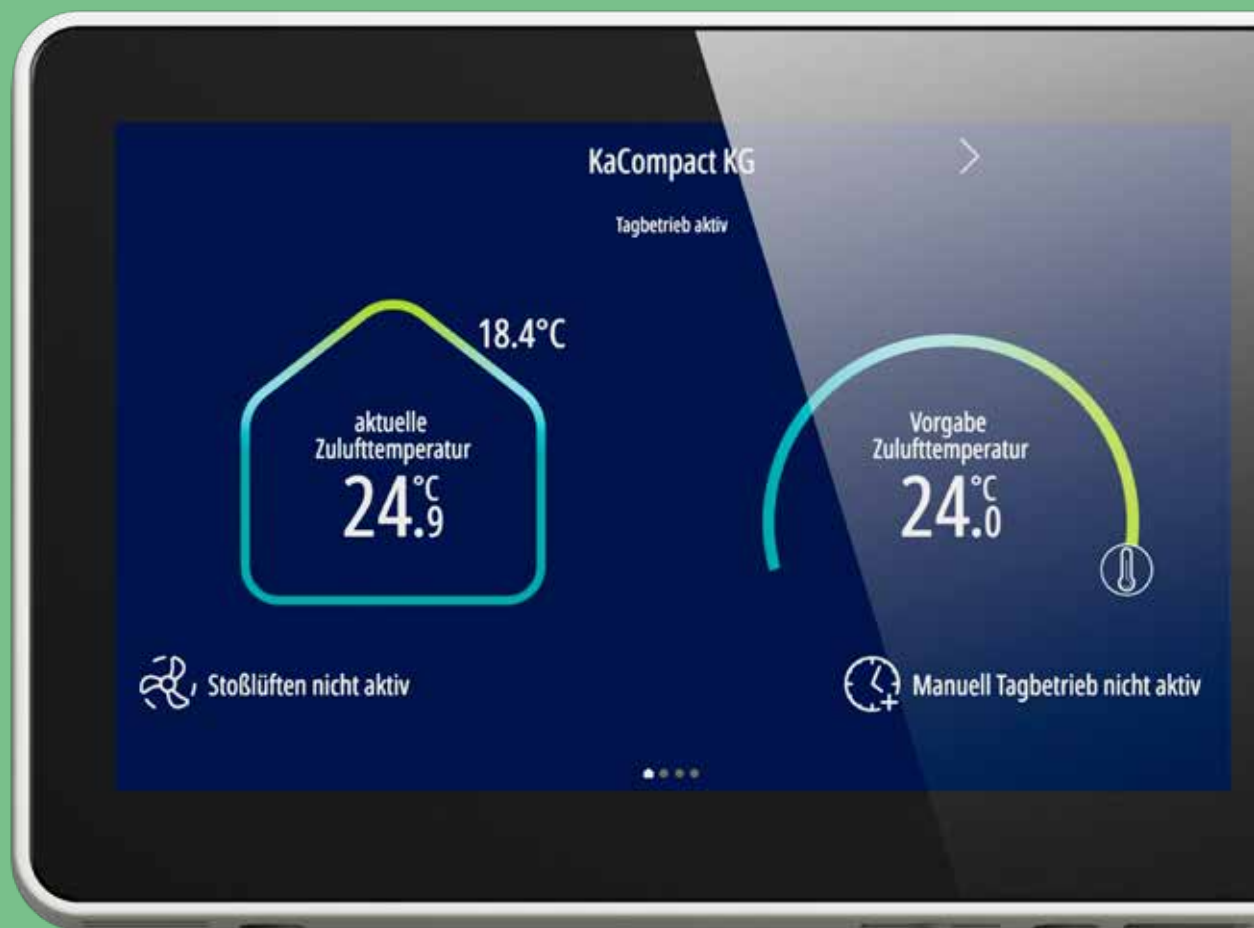 KaCompact KG
Tagbetrieb aktiv
18.4°C
aktuelle
Zulufttemperatur
24.9 °C
Vorgabe
Zulufttemperatur
24.0 °C
Stoßlüften nicht aktiv
Manuell Tagbetrieb nicht aktiv